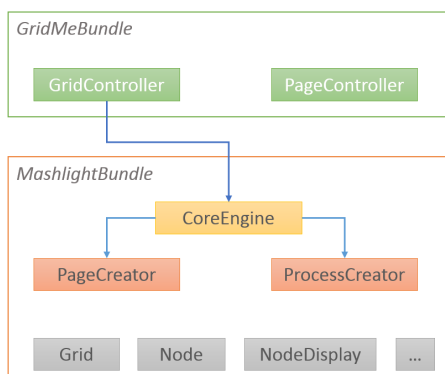 GridMeBundle
GridController
PageController
MashlightBundle
CoreEngine
PageCreator
ProcessCreator
Grid
Node
NodeDisplay
...